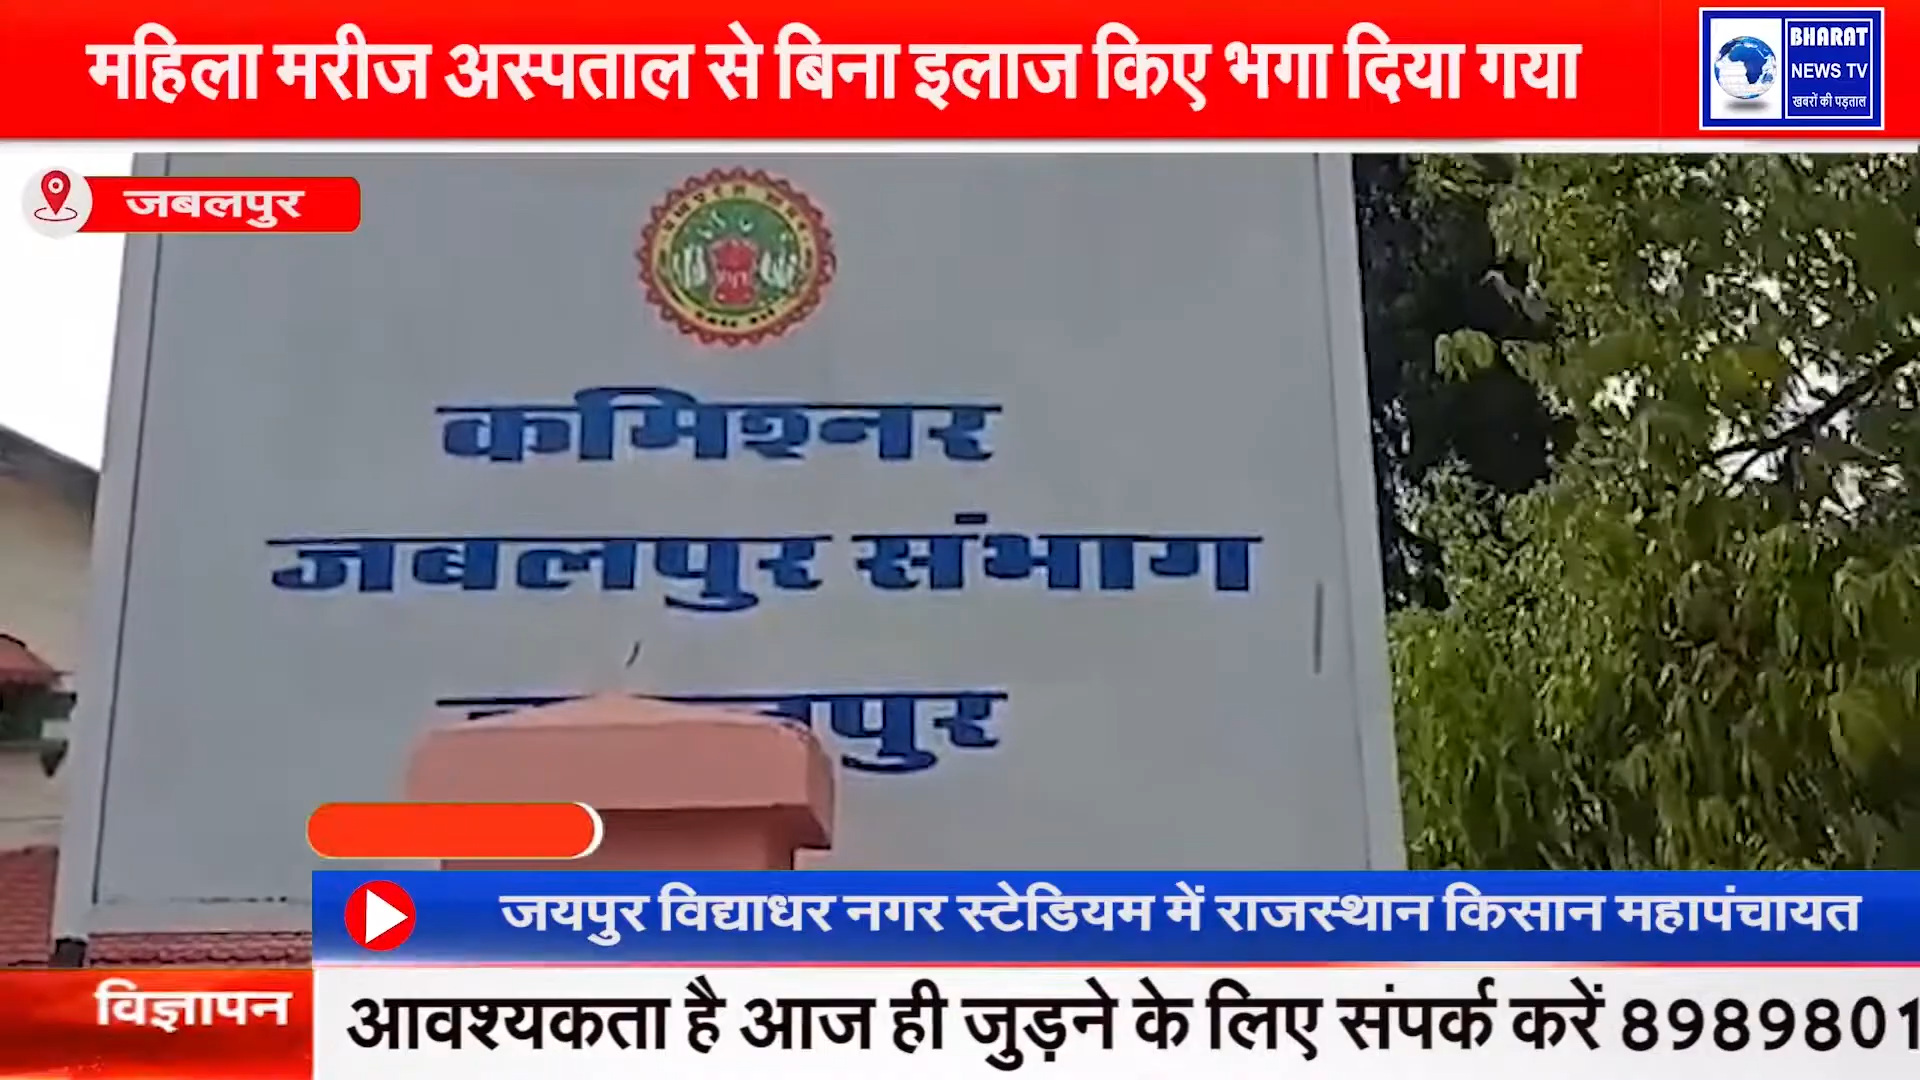 महिला मरीज अस्पताल से बिना इलाज किए भगा दिया गया
BHARAT
NEWS TV
खबरों की पड़ताल
जबलपुर
कमिश्नर
जबलपुर संभाग
पुर
जयपुर विद्याधर नगर स्टेडियम में राजस्थान किसान महापंचायत
विज्ञापन
आवश्यकता है आज ही जुड़ने के लिए संपर्क करें 8989801